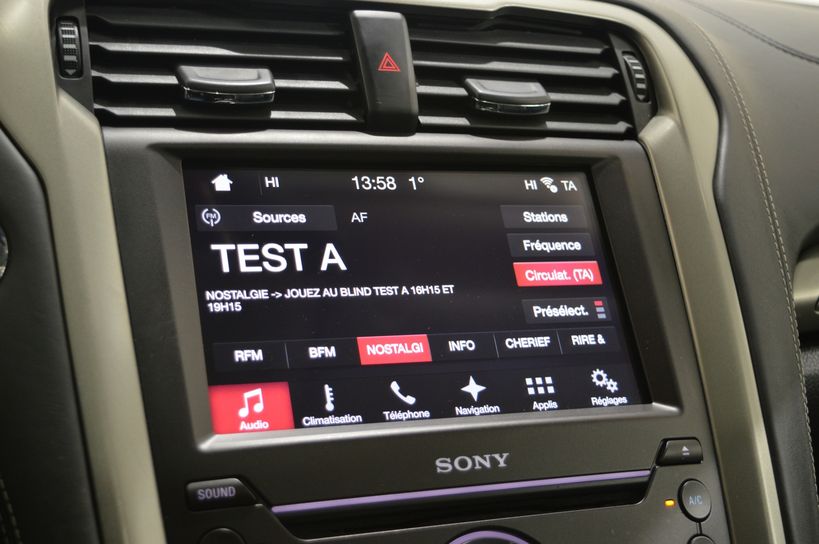 HI 13:58 1° HI TA
FM Sources AF Stations
Fréquence
TEST A
Circulat. (TA)
NOSTALGIE -> JOUEZ AU BLIND TEST A 16H15 ET
19H15
Présélect.
RFM BFM NOSTALGI INFO CHERIEF RIRE &
Audio Climatisation Téléphone Navigation Applis Réglages
SONY
SOUND
A/C